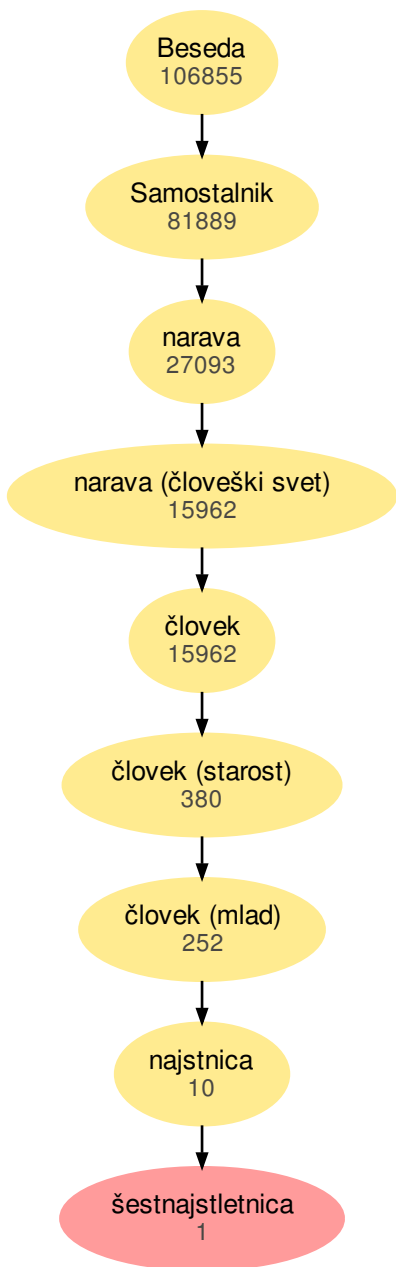 Beseda
106855
Samostalnik
81889
narava
27093
narava (človeški svet)
15962
človek
15962
človek (starost)
380
človek (mlad)
252
najstnica
10
šestnajstletnica
1